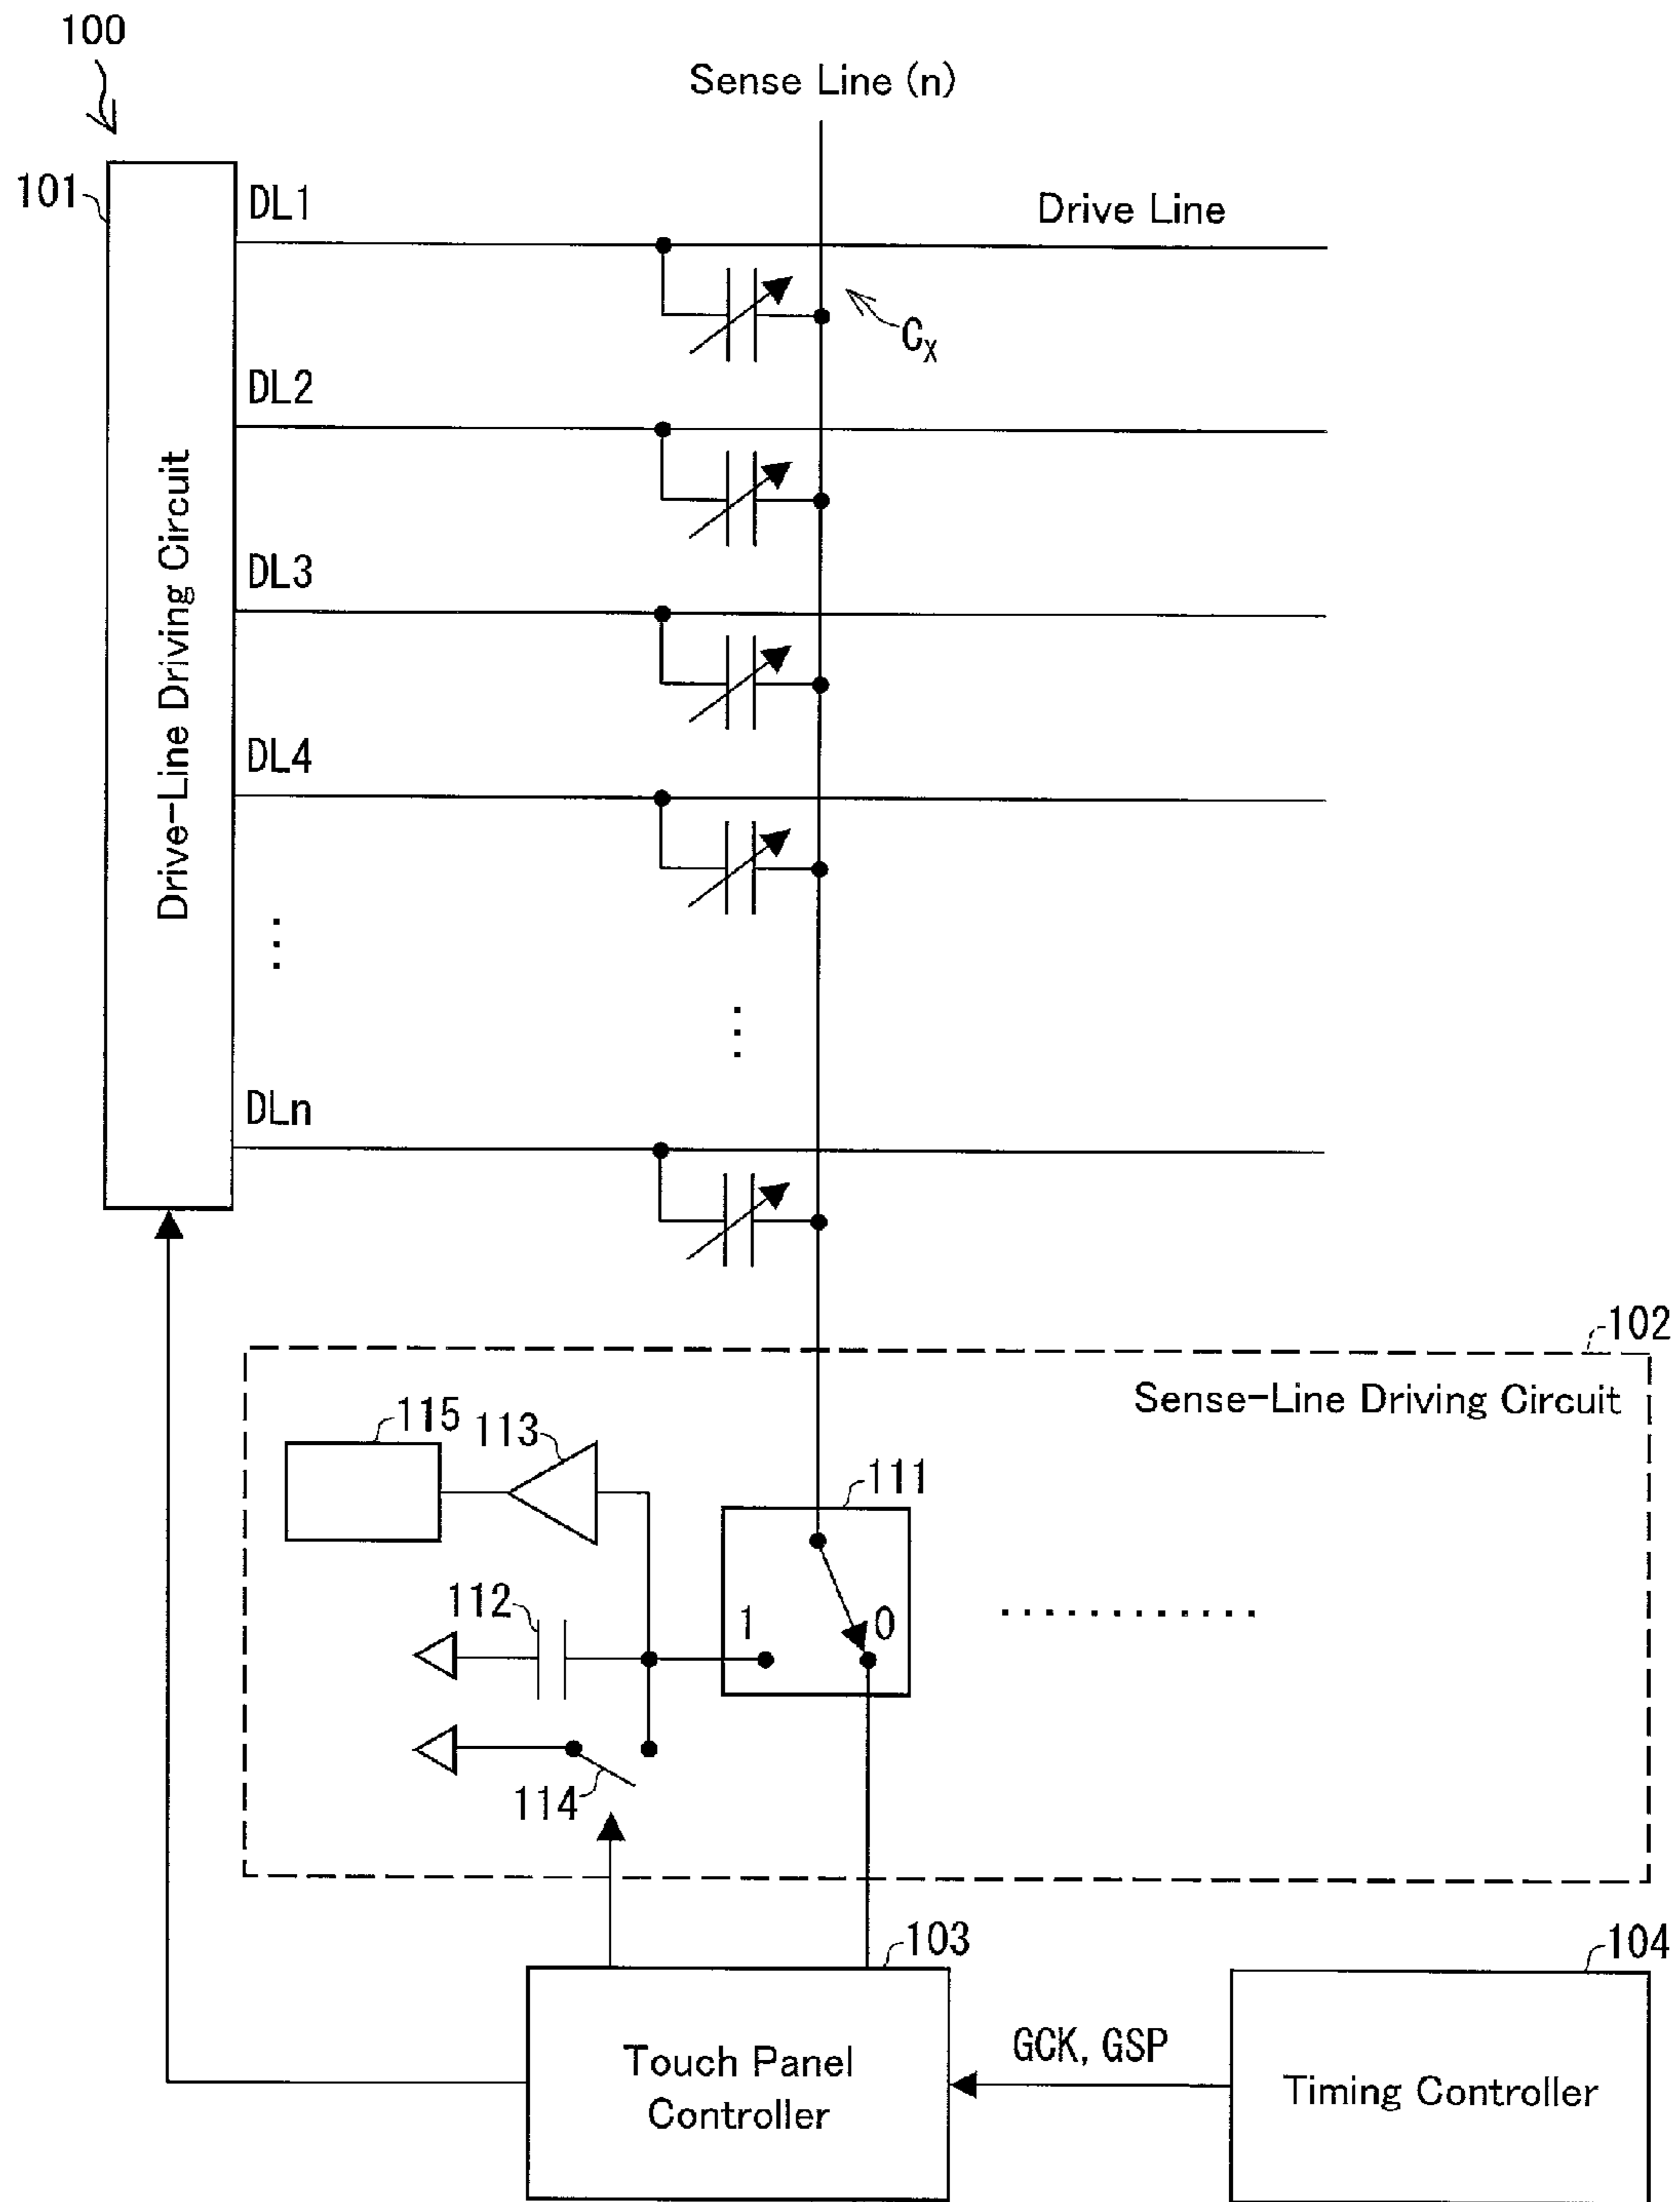 100
Sense Line (n)
101
DL1
Drive Line
Cx
DL2
DL3
Drive-Line Driving Circuit
DL4
DLn
102
Sense-Line Driving Circuit
115
113
111
112
1
0
114
103
104
Touch Panel
Controller
GCK, GSP
Timing Controller